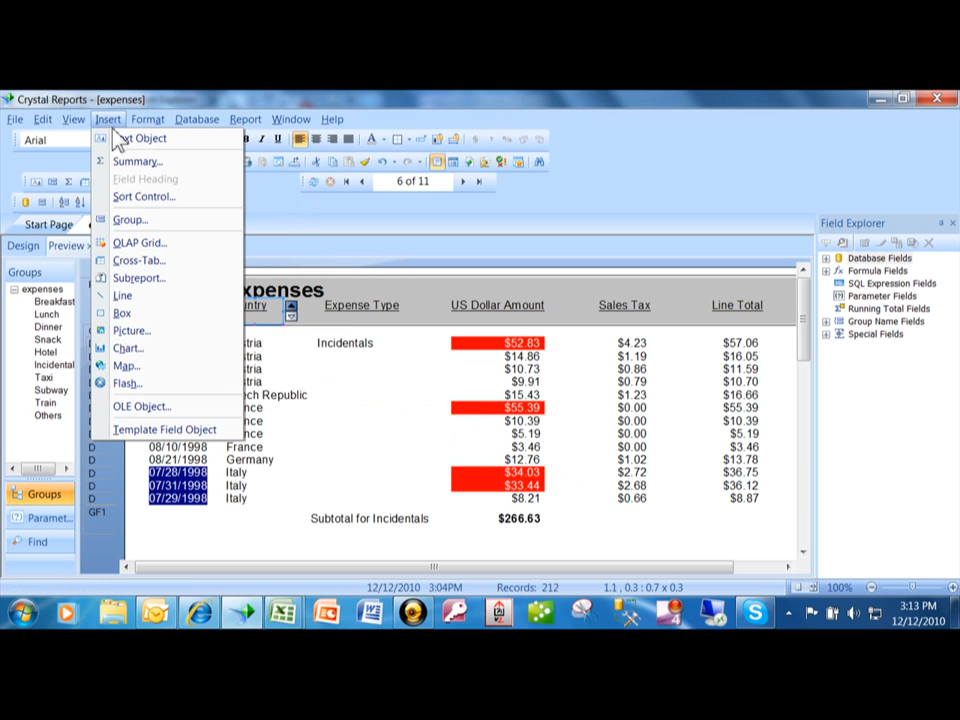 Crystal Reports - [expenses]
File Edit View Insert Format Database Report Window Help
Arial
Object
Summary...
Field Heading
Sort Control...
Group...
OLAP Grid...
Cross-Tab...
Subreport...
Line
Box
Picture...
Chart...
Map...
Flash...
OLE Object...
Template Field Object
6 of 11
Start Page
Design Preview
Groups
expenses
Breakfast
Lunch
Dinner
Snack
Hotel
Incidental
Taxi
Subway
Train
Others
Groups
Paramet...
Find
Expense Type US Dollar Amount Sales Tax Line Total
Incidentals $52.83 $4.23 $57.06
$14.86 $1.19 $16.05
$10.73 $0.86 $11.59
$9.91 $0.79 $10.70
Republic $15.43 $1.23 $16.66
$55.39 $0.00 $55.39
$10.39 $0.00 $10.39
$5.19 $0.00 $5.19
D $3.46 $0.00 $3.46
D 08/10/1998 France
D 08/21/1998 Germany $12.76 $1.02 $13.78
D 07/28/1998 Italy $34.03 $2.72 $36.75
D 07/31/1998 Italy $33.44 $2.68 $36.12
D 07/29/1998 Italy $8.21 $0.66 $8.87
GF1
Subtotal for Incidentals $266.63
Field Explorer
Database Fields
Formula Fields
SQL Expression Fields
Parameter Fields
Running Total Fields
Group Name Fields
Special Fields
12/12/2010 3:04PM Records: 212 1.1 , 0.3 : 0.7 x 0.3 100%
3:13 PM
12/12/2010